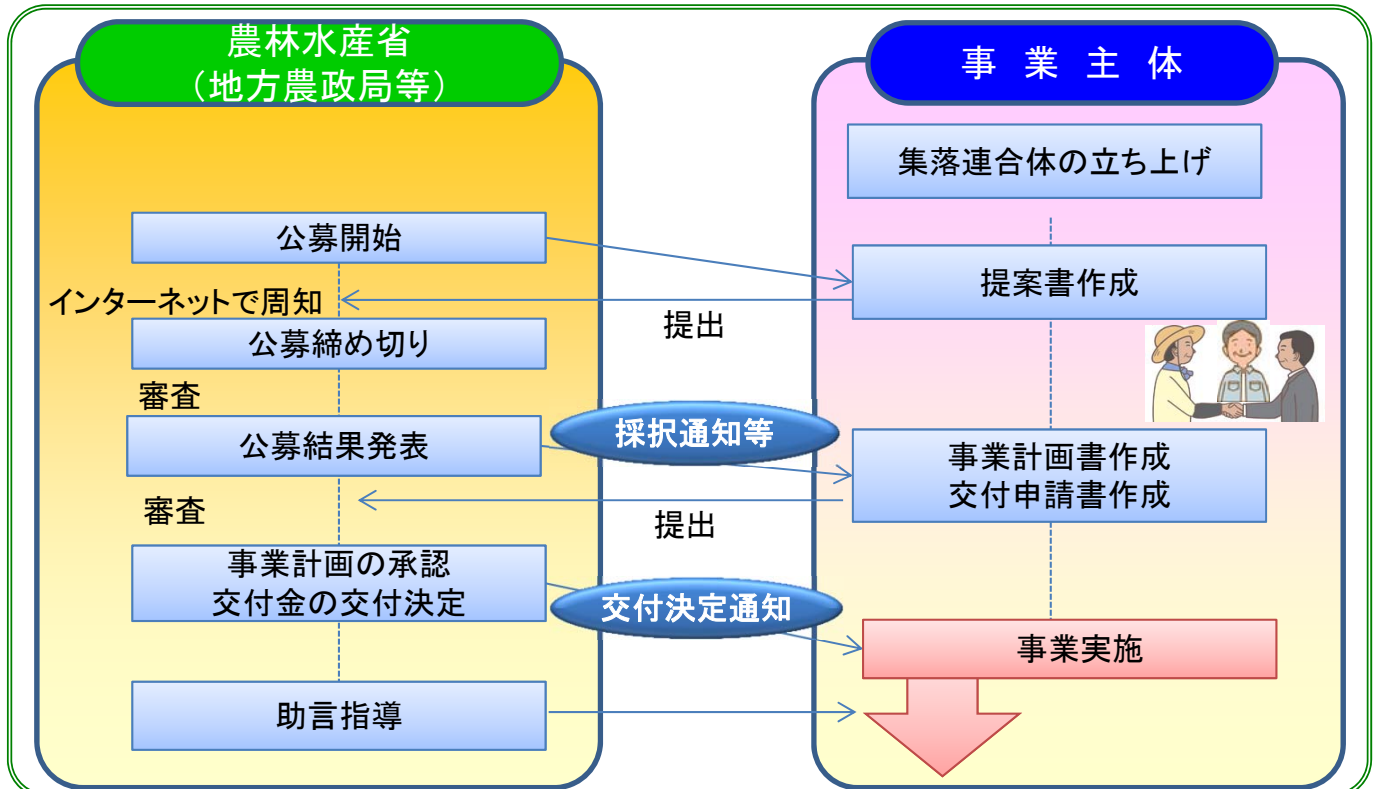 農林水産省
（地方農政局等）
事 業 主 体
集落連合体の立ち上げ
公募開始
提案書作成
インターネットで周知
提出
公募締め切り
審査
公募結果発表
採択通知等
事業計画書作成
交付申請書作成
審査
提出
事業計画の承認
交付金の交付決定
交付決定通知
事業実施
助言指導